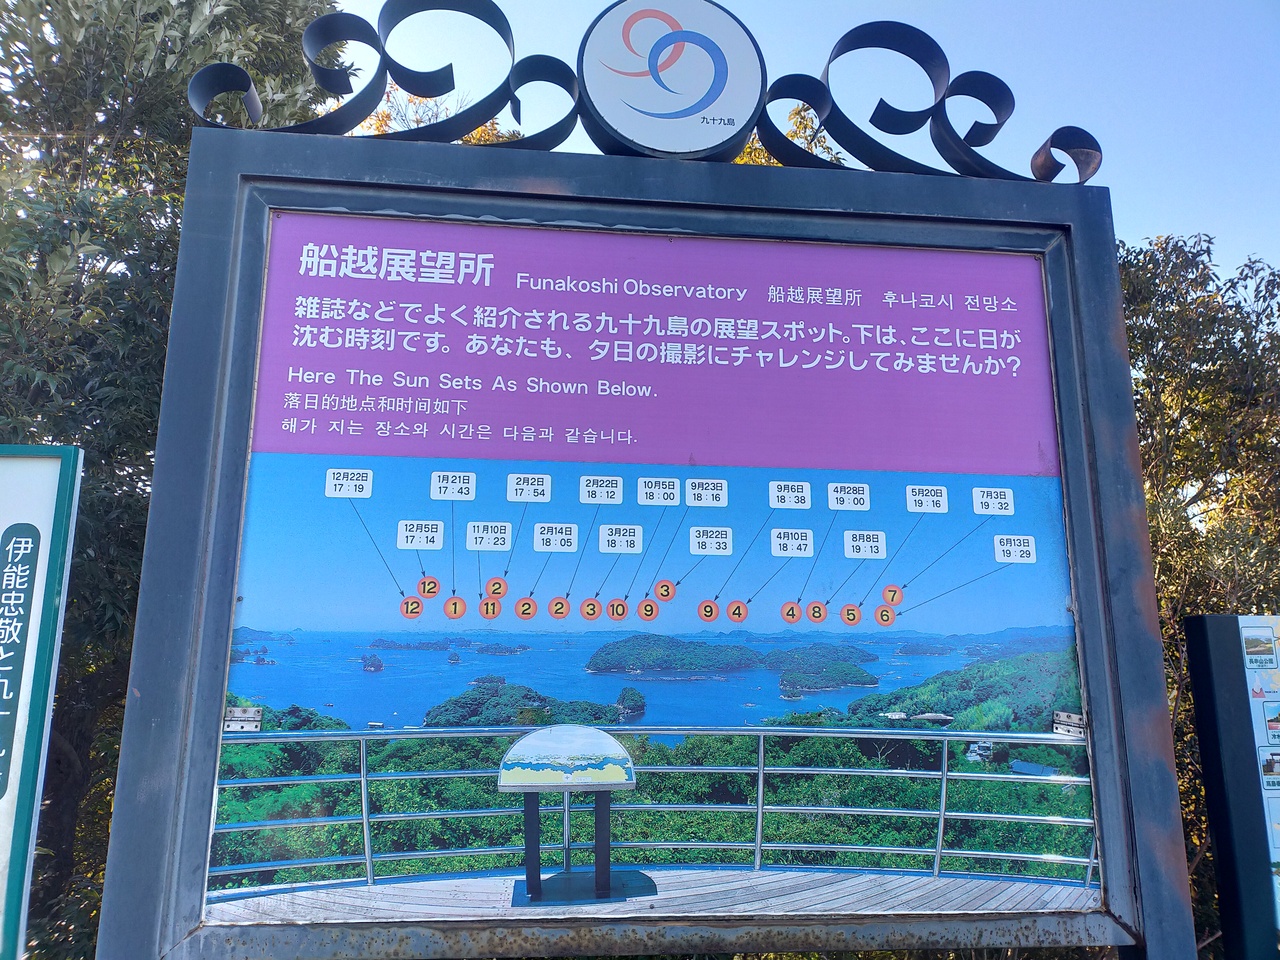 九十九島
船越展望所 Funakoshi Observatory 船越展望所 후나코시 전망소
雑誌などでよく紹介される九十九島の展望スポット。下は、ここに日が
沈む時刻です。あなたも、夕日の撮影にチャレンジしてみませんか?
Here The Sun Sets As Shown Below.
落日的地点和时间如下
해가 지는 장소와 시간은 다음과 같습니다.
12月22日
17:19
1月21日
17:43
2月2日
17:54
2月22日
18:12
10月5日
18:00
9月23日
18:16
9月6日
18:38
4月28日
19:00
5月20日
19:16
7月3日
19:32
12月5日
17:14
11月10日
17:23
2月14日
18:05
3月2日
18:18
3月22日
18:33
4月10日
18:47
8月8日
19:13
6月13日
19:29
12 2 3 7
12 1 11 2 2 3 10 9 9 4 4 8 5 6
伊能忠敬と九十九